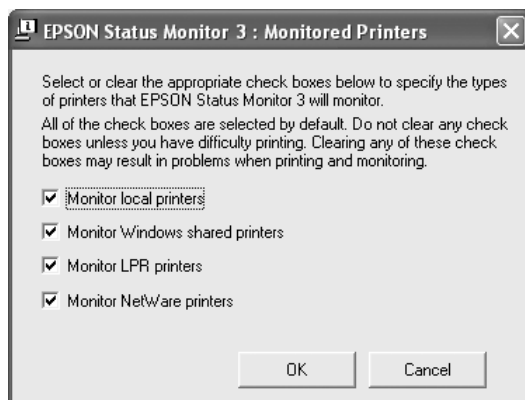 EPSON Status Monitor 3 : Monitored Printers
Select or clear the appropriate check boxes below to specify the types
of printers that EPSON Status Monitor 3 will monitor.
All of the check boxes are selected by default. Do not clear any check
boxes unless you have difficulty printing. Clearing any of these check
boxes may result in problems when printing and monitoring.
Monitor local printers
Monitor Windows shared printers
Monitor LPR printers
Monitor NetWare printers
OK
Cancel